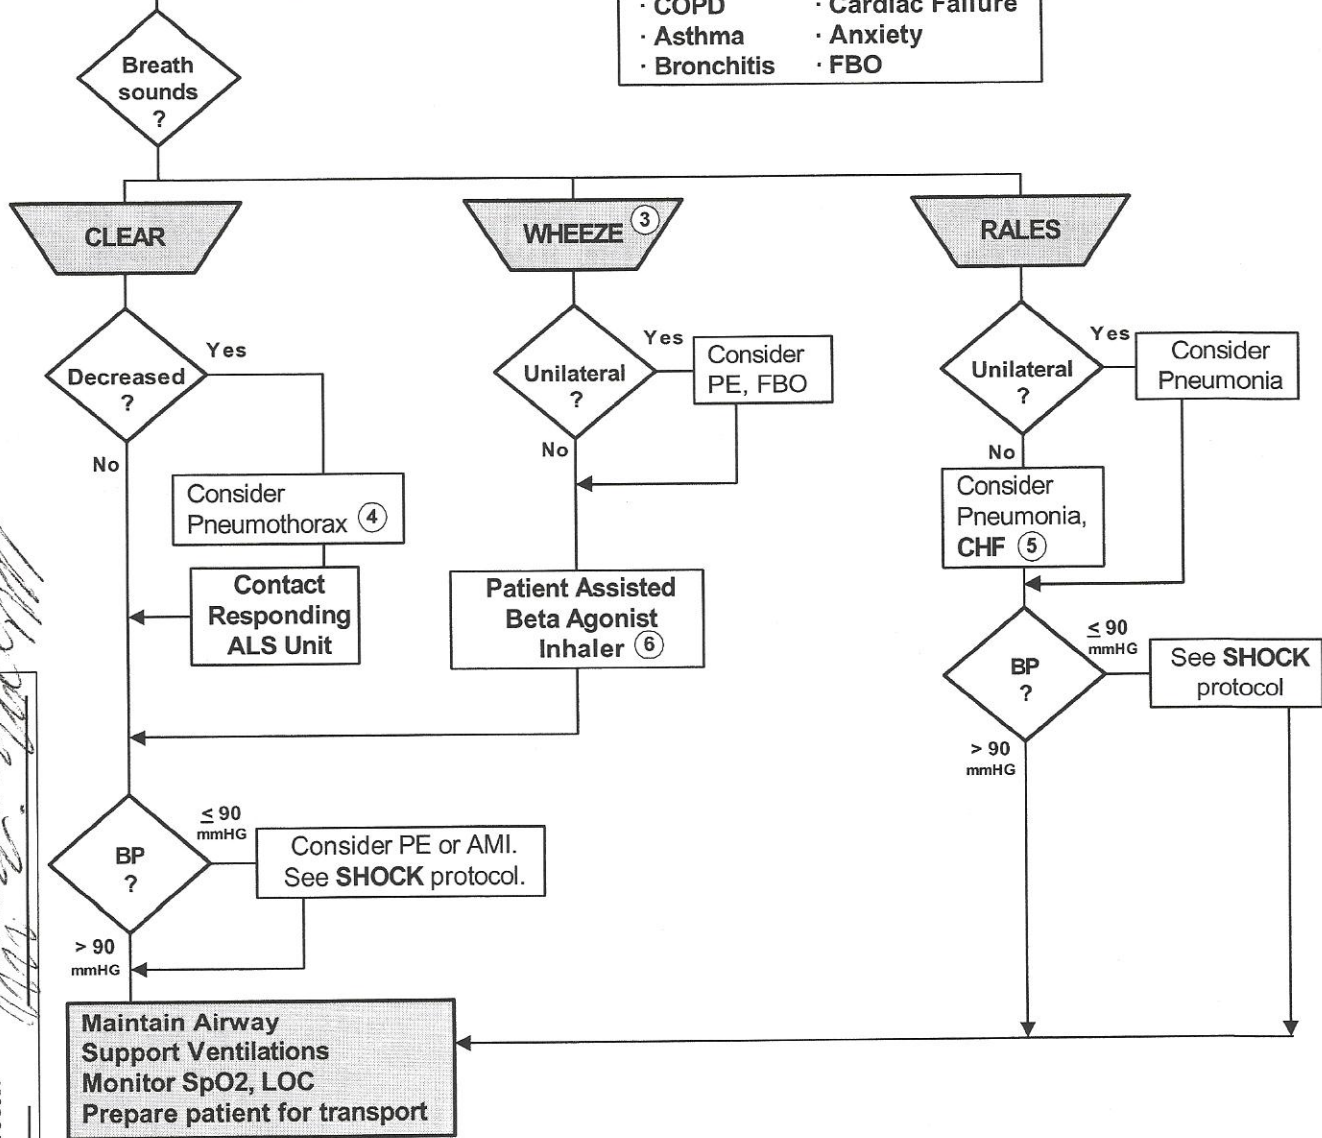 · COPD
· Cardiac Failure
· Asthma
· Anxiety
· Bronchitis
· FBO
Breath
sounds
?
CLEAR
WHEEZE 3
RALES
Decreased
?
Yes
No
Consider
Pneumothorax 4
Contact
Responding
ALS Unit
Unilateral
?
Yes
Consider
PE, FBO
No
Patient Assisted
Beta Agonist
Inhaler 6
Unilateral
?
Yes
Consider
Pneumonia
No
Consider
Pneumonia,
CHF 5
BP
?
≤ 90
mmHG
See SHOCK
protocol
> 90
mmHG
BP
?
≤ 90
mmHG
Consider PE or AMI.
See SHOCK protocol.
> 90
mmHG
Maintain Airway
Support Ventilations
Monitor SpO2, LOC
Prepare patient for transport